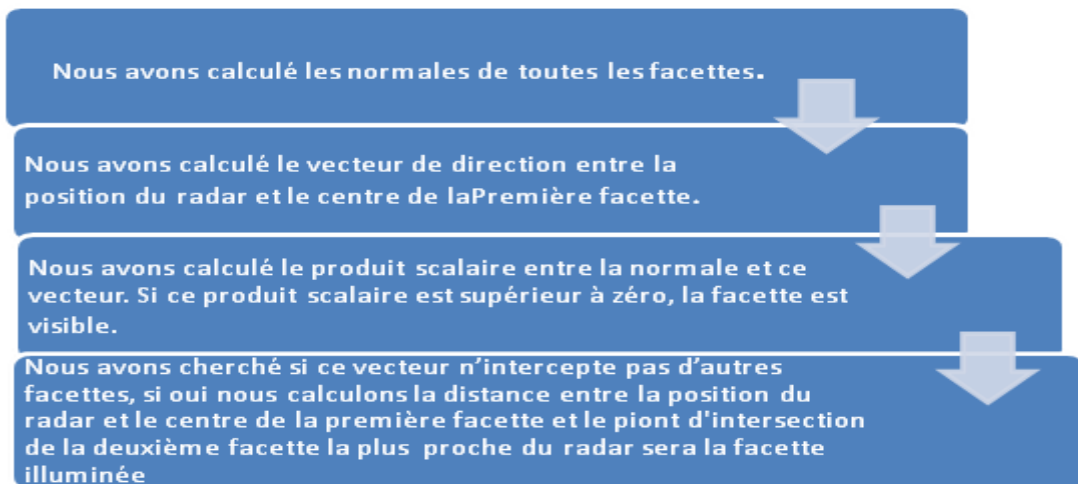 Nous avons calculé les normales de toutes les facettes.
Nous avons calculé le vecteur de direction entre la
position du radar et le centre de laPremière facette.
Nous avons calculé le produit scalaire entre la normale et ce
vecteur. Si ce produit scalaire est supérieur à zéro, la facette est
visible.
Nous avons cherché si ce vecteur n’intercepte pas d’autres
facettes, si oui nous calculons la distance entre la position du
radar et le centre de la première facette et le piont d'intersection
de la deuxième facette la plus proche du radar sera la facette
illuminée